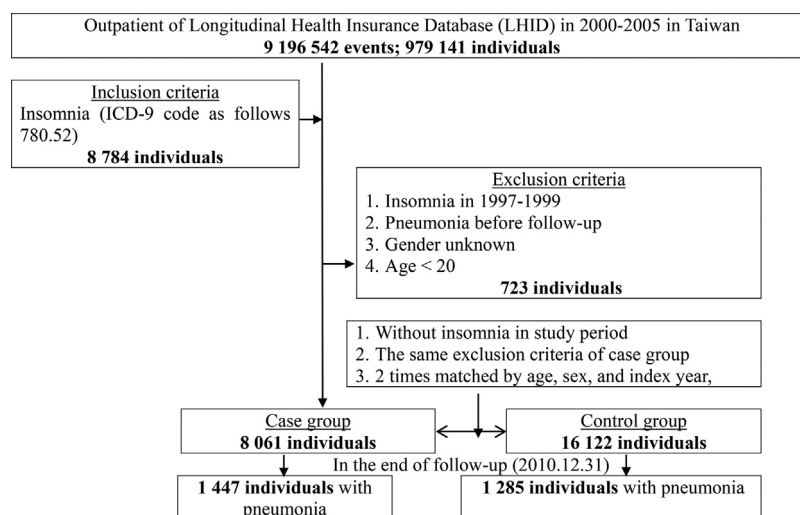 Outpatient of Longitudinal Health Insurance Database (LHID) in 2000-2005 in Taiwan
9 196 542 events; 979 141 individuals
Inclusion criteria
Insomnia (ICD-9 code as follows
780.52)
8 784 individuals
Exclusion criteria
1. Insomnia in 1997-1999
2. Pneumonia before follow-up
3. Gender unknown
4. Age < 20
723 individuals
1. Without insomnia in study period
2. The same exclusion criteria of case group
3. 2 times matched by age, sex, and index year,
Case group
8 061 individuals
Control group
16 122 individuals
In the end of follow-up (2010.12.31)
1 447 individuals with
pneumonia
1 285 individuals with pneumonia